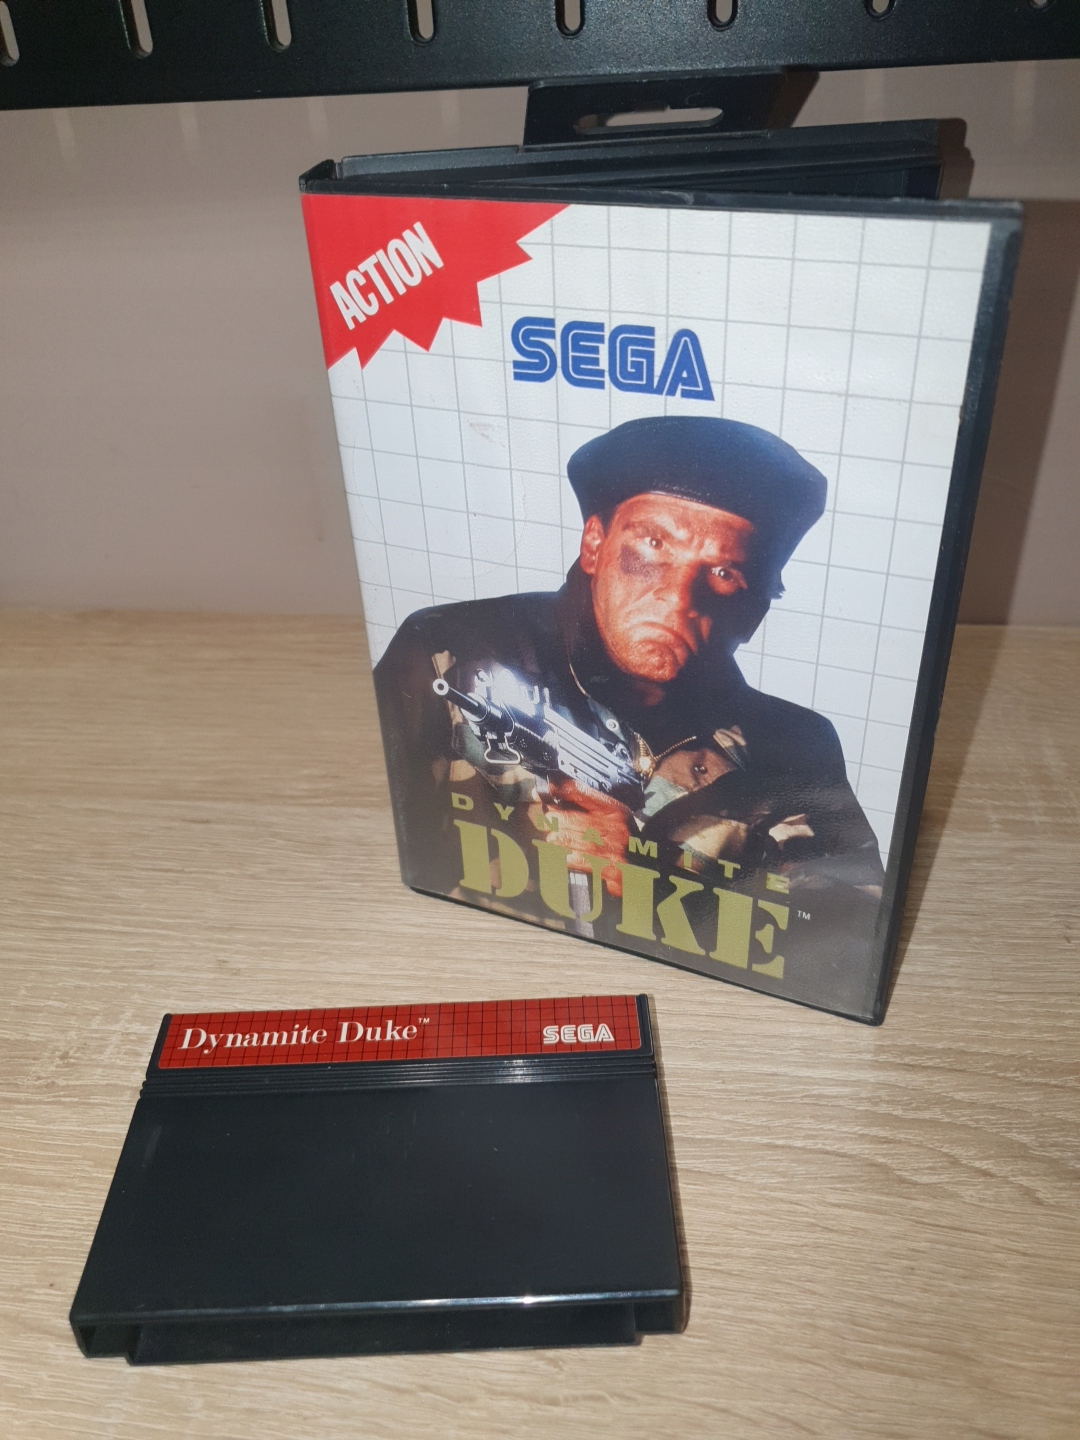 ACTION
SEGA
DYNAMITE
DUKE™
Dynamite Duke™ SEGA